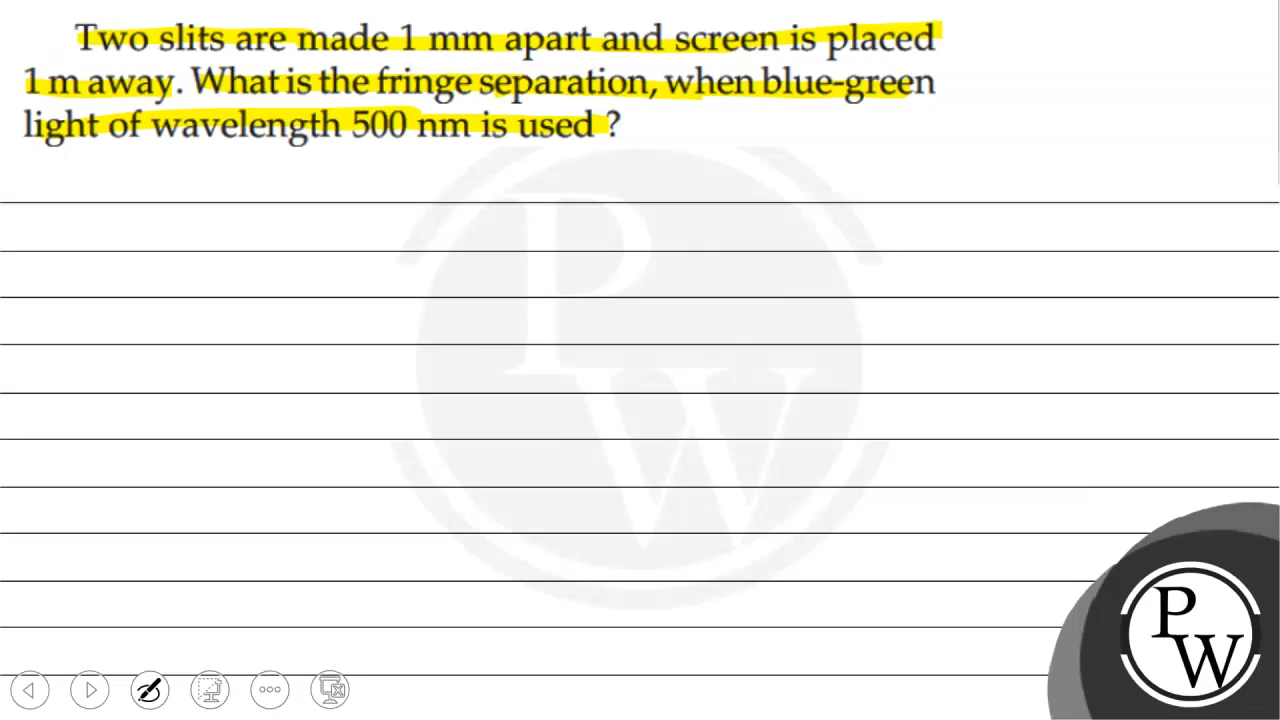 Two slits are made 1 mm apart and screen is placed
1 m away. What is the fringe separation, when blue-green
light of wavelength 500 nm is used ?
P
W
P
W